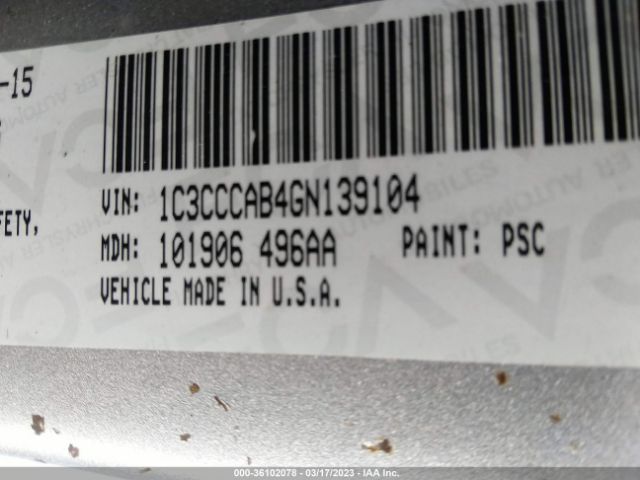 -15
VIN: 1C3CCCAB4GN139104
FETY,
MDH: 101906 496AA PAINT: PSC
VEHICLE MADE IN U.S.A.
000-36102078 - 03/17/2023 - IAA Inc.